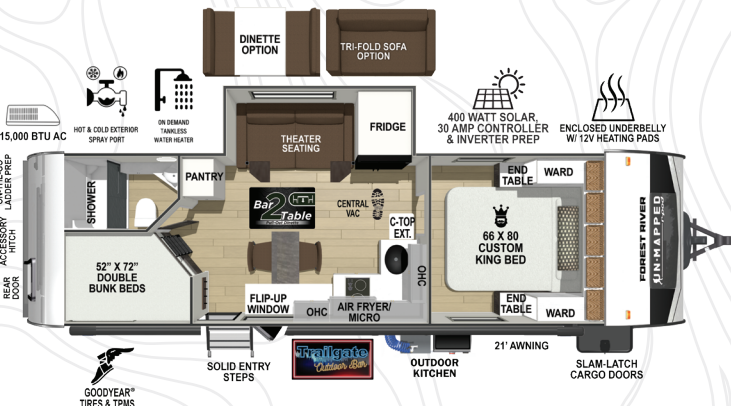 DINETTE
OPTION
TRI-FOLD SOFA
OPTION
HOT & COLD EXTERIOR
SPRAY PORT
ON DEMAND
TANKLESS
WATER HEATER
15,000 BTU AC
400 WATT SOLAR,
30 AMP CONTROLLER
& INVERTER PREP
ENCLOSED UNDERBELLY
W/ 12V HEATING PADS
THEATER
SEATING
FRIDGE
PANTRY
SHOWER
LADDER PREP
ACCESSORY
HITCH
REAR
DOOR
Bar
2
Table
CENTRAL
VAC
C-TOP
EXT.
OHC
END
TABLE
WARD
66 X 80
CUSTOM
KING BED
END
TABLE
WARD
FOREST RIVER
UN-MAPPED
52" X 72"
DOUBLE
BUNK BEDS
FLIP-UP
WINDOW
OHC
AIR FRYER/
MICRO
SOLID ENTRY
STEPS
Trailgate
Outdoor Bar
OUTDOOR
KITCHEN
21' AWNING
SLAM-LATCH
CARGO DOORS
GOODYEAR®
TIRES & TPMS